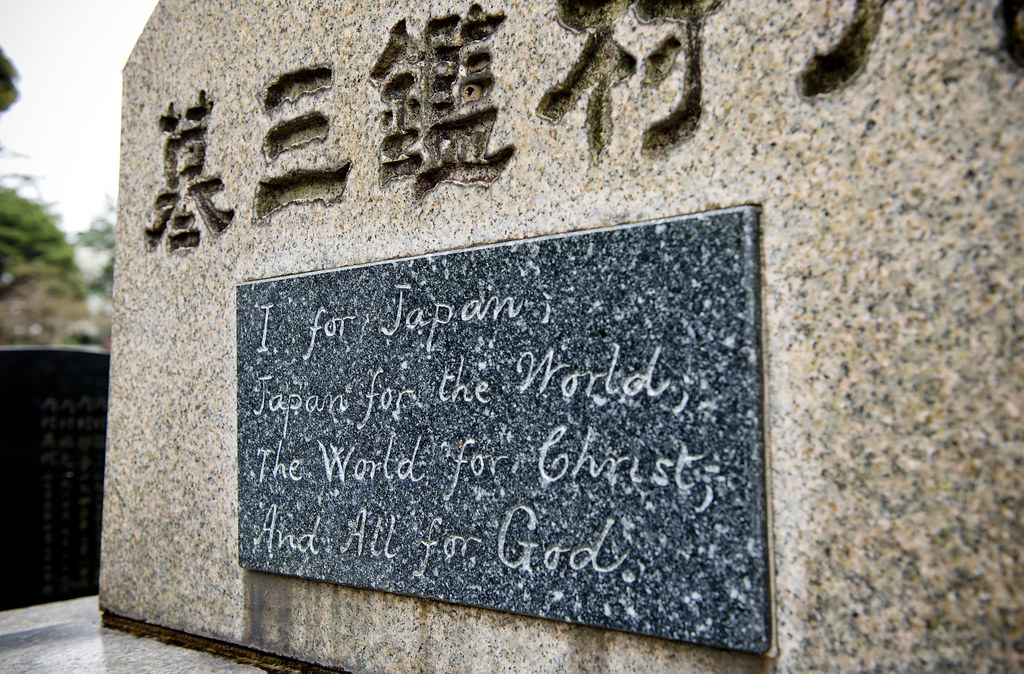 村鑑三墓
I for Japan;
Japan for the World;
The World for Christ;
And All for God.